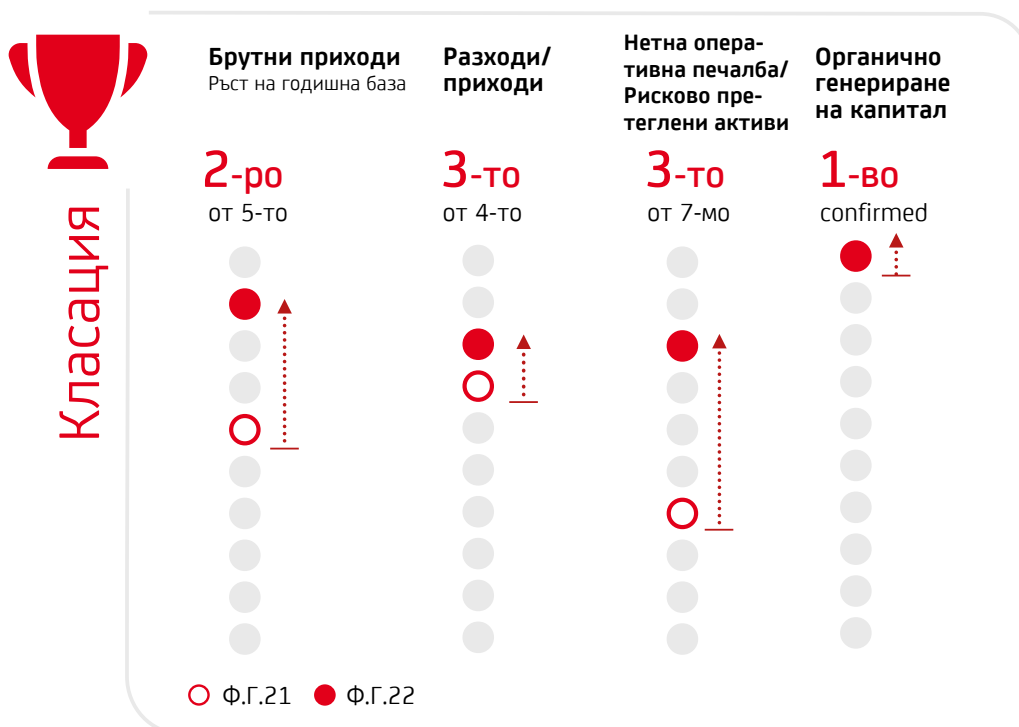 Класация
Брутни приходи
Ръст на годишна база
2-ро
от 5-то
Разходи/
приходи
3-то
от 4-то
Нетна опера-
тивна печалба/
Рисково пре-
теглени активи
3-то
от 7-мо
Органично
генериране
на капитал
1-во
confirmed
Ф.Г.21
Ф.Г.22